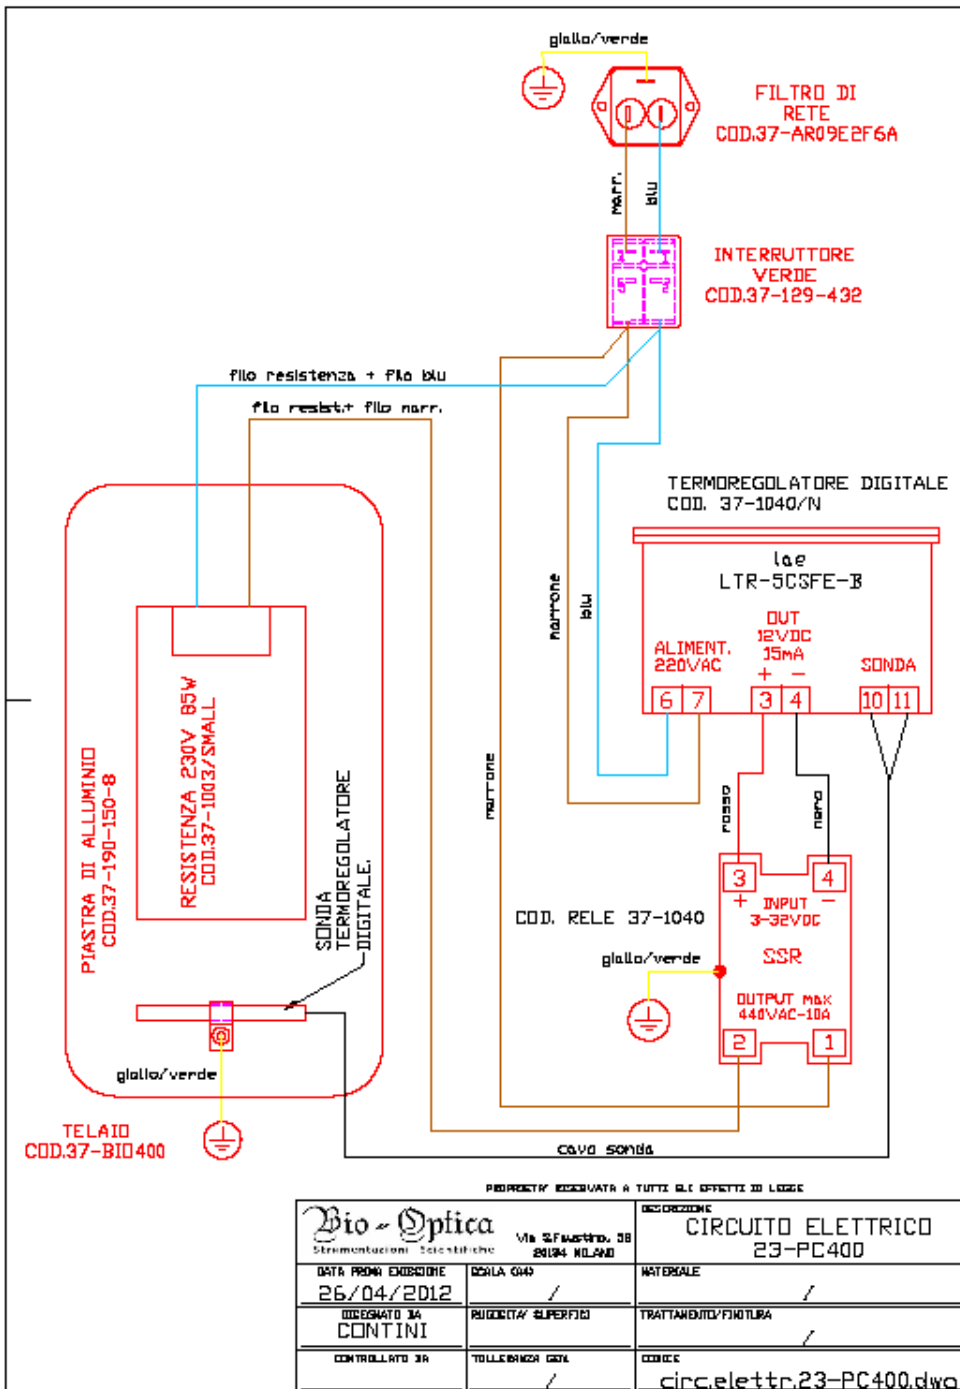 giallo/verde
FILTRO DI
RETE
COD.37-AR09E2F6A
marr.
blu
INTERRUTTORE
VERDE
COD.37-129-432
filo resistenza + filo blu
filo resist.+ filo marr.
TERMOREGOLATORE DIGITALE
COD. 37-1040/N
lae
LTR-5CSFE-B
marrone
blu
OUT
12VDC
15mA
ALIMENT.
220VAC
SONDA
+ -
6 7 3 4 10 11
PIASTRA DI ALLUMINIO
COD.37-190-150-8
RESISTENZA 230V 85W
COD.37-1003/SMALL
SONDA
TERMOREGOLATORE
DIGITALE.
marrone
rosso
nero
3 4
+ INPUT -
3-32VDC
COD. RELE 37-1040
SSR
giallo/verde
OUTPUT max
440VAC-10A
2 1
giallo/verde
TELAIO
COD.37-BIO400
cavo sonda
PROPRIETA' RISERVATA A TUTTI GLI EFFETTI DI LEGGE
Bio - Optica
Strumentazioni Scientifiche
Via S.Faustino, 58
20134 MILANO
DESCRIZIONE
CIRCUITO ELETTRICO
23-PC400
DATA PRIMA EMISSIONE
26/04/2012
SCALA (A4)
/
MATERIALE
/
DISEGNATO DA
CONTINI
RUGOSITA' SUPERFICI
TRATTAMENTO/FINITURA
/
CONTROLLATO DA
TOLLERANZA GEN.
/
CODICE
circ.elettr.23-PC400.dwg